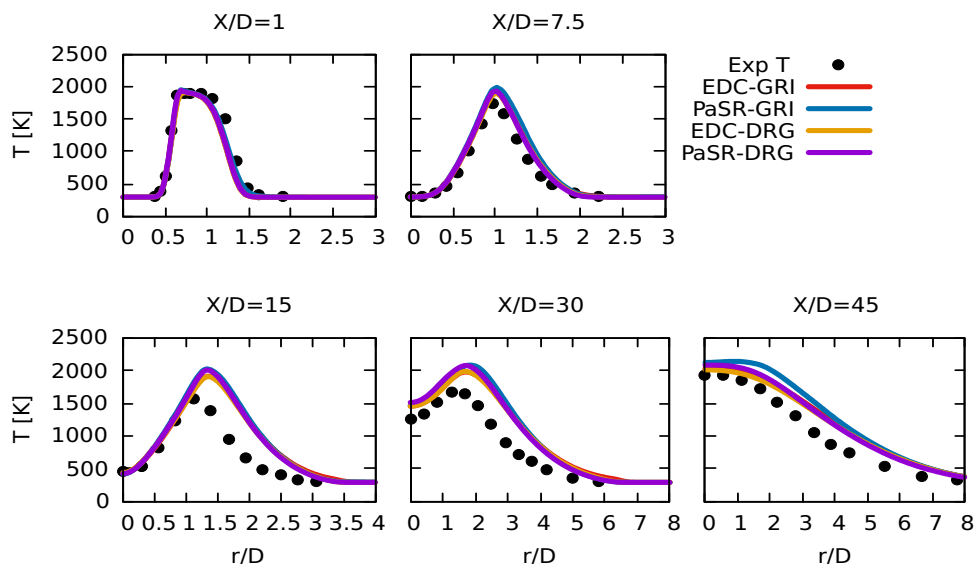 X/D=1
X/D=7.5
T [K]
2500
2000
1500
1000
500
0
0 0.5 1 1.5 2 2.5 3
0 0.5 1 1.5 2 2.5 3
Exp T
EDC-GRI
PaSR-GRI
EDC-DRG
PaSR-DRG
X/D=15
X/D=30
X/D=45
T [K]
2500
2000
1500
1000
500
0
0 0.5 1 1.5 2 2.5 3 3.5 4
0 1 2 3 4 5 6 7 8
0 1 2 3 4 5 6 7 8
r/D
r/D
r/D